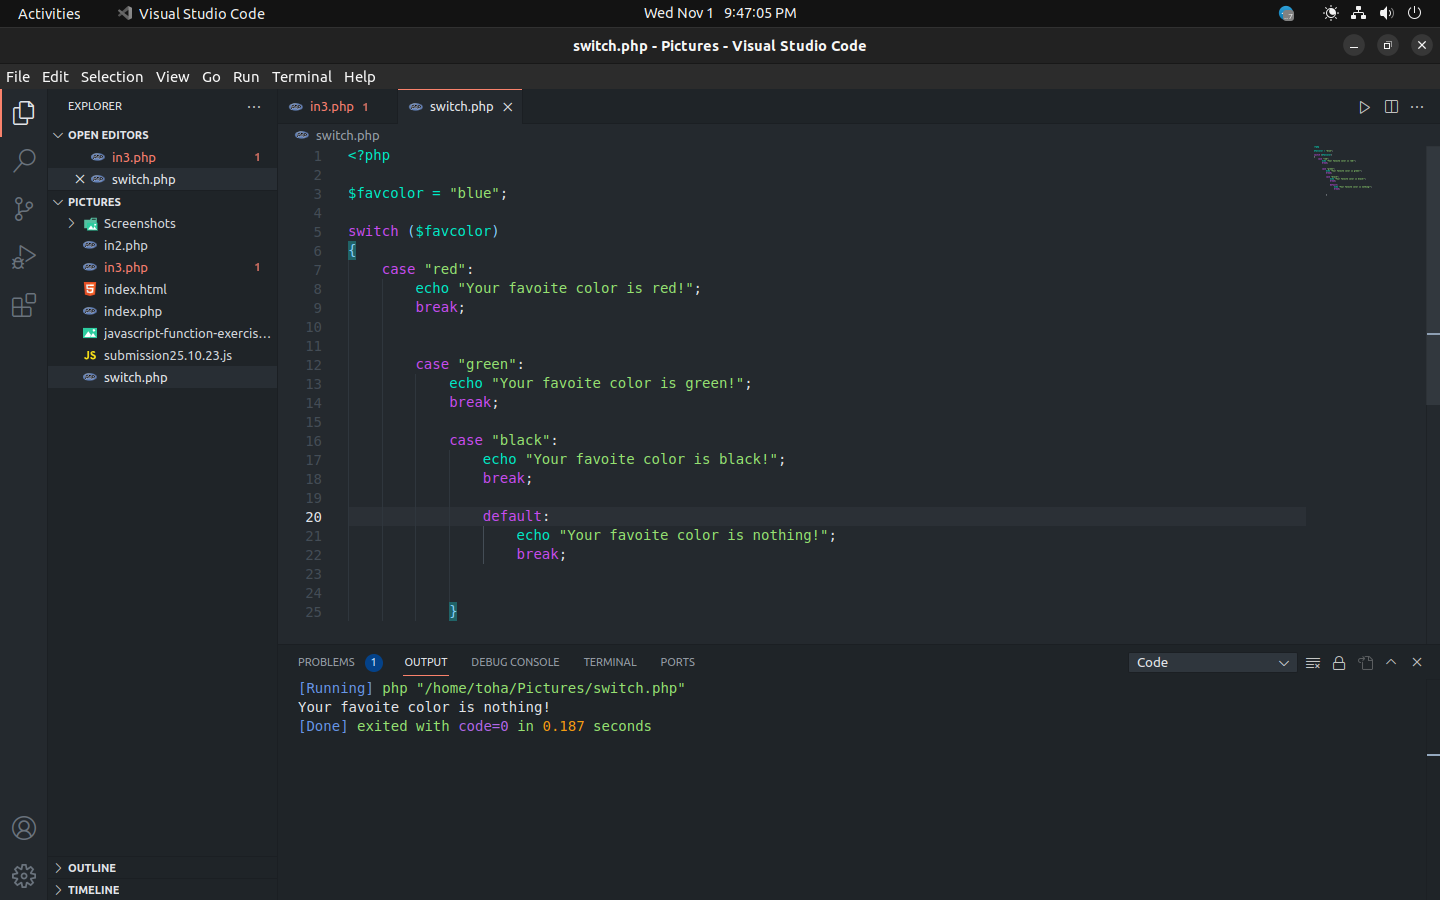 Activities Visual Studio Code Wed Nov 1 9:47:05 PM
switch.php - Pictures - Visual Studio Code
File Edit Selection View Go Run Terminal Help
EXPLORER
OPEN EDITORS
in3.php 1
switch.php
PICTURES
Screenshots
in2.php
in3.php 1
index.html
index.php
javascript-function-exercis...
JS submission25.10.23.js
switch.php
OUTLINE
TIMELINE
in3.php 1 switch.php
switch.php
1 <?php
2
3 $favcolor = "blue";
4
5 switch ($favcolor)
6 {
7 case "red":
8 echo "Your favoite color is red!";
9 break;
10
11
12 case "green":
13 echo "Your favoite color is green!";
14 break;
15
16 case "black":
17 echo "Your favoite color is black!";
18 break;
19
20 default:
21 echo "Your favoite color is nothing!";
22 break;
23
24
25 }
PROBLEMS 1 OUTPUT DEBUG CONSOLE TERMINAL PORTS Code
[Running] php "/home/toha/Pictures/switch.php"
Your favoite color is nothing!
[Done] exited with code=0 in 0.187 seconds